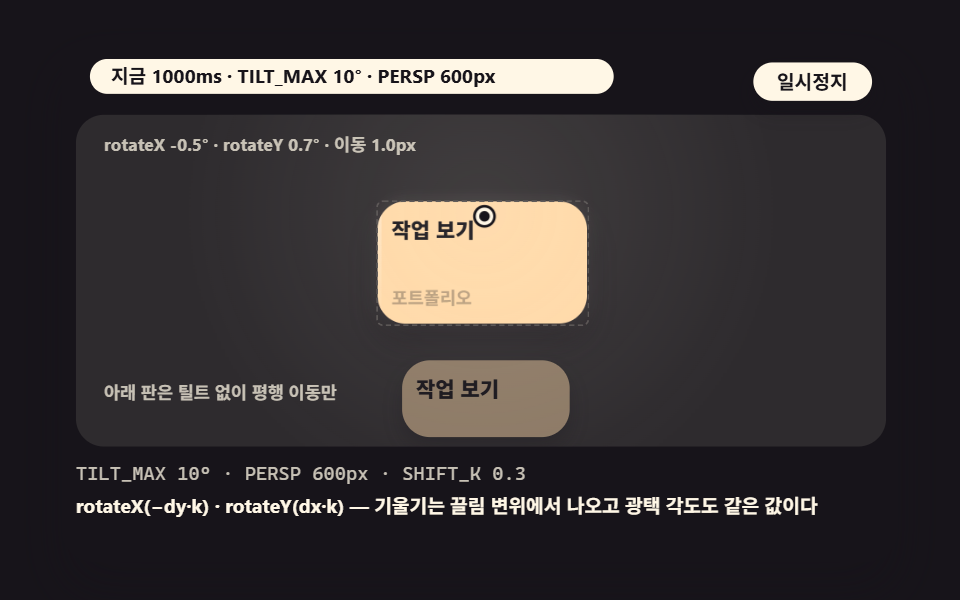 지금 1000ms · TILT_MAX 10° · PERSP 600px
일시정지
rotateX -0.5° · rotateY 0.7° · 이동 1.0px
작업 보기
포트폴리오
작업 보기
아래 판은 틸트 없이 평행 이동만
TILT_MAX 10° · PERSP 600px · SHIFT_K 0.3
rotateX(−dy·k) · rotateY(dx·k) — 기울기는 끌림 변위에서 나오고 광택 각도도 같은 값이다